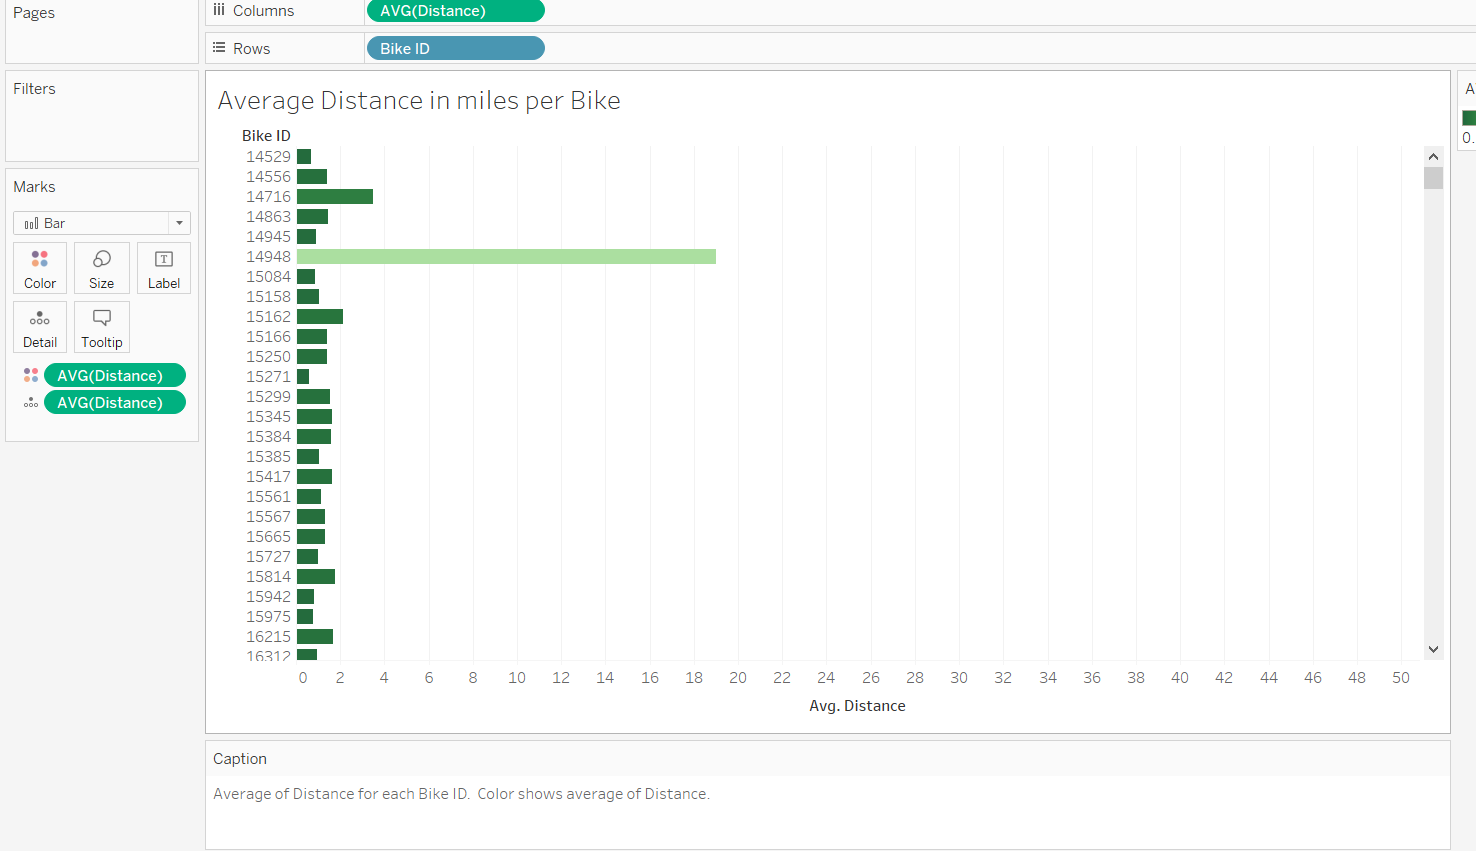 Pages
Columns
AVG(Distance)
Rows
Bike ID
Filters
Marks
Bar
Color
Size
Label
Detail
Tooltip
AVG(Distance)
AVG(Distance)
Average Distance in miles per Bike
Bike ID
14529
14556
14716
14863
14945
14948
15084
15158
15162
15166
15250
15271
15299
15345
15384
15385
15417
15561
15567
15665
15727
15814
15942
15975
16215
16312
0 2 4 6 8 10 12 14 16 18 20 22 24 26 28 30 32 34 36 38 40 42 44 46 48 50
Avg. Distance
Caption
Average of Distance for each Bike ID. Color shows average of Distance.